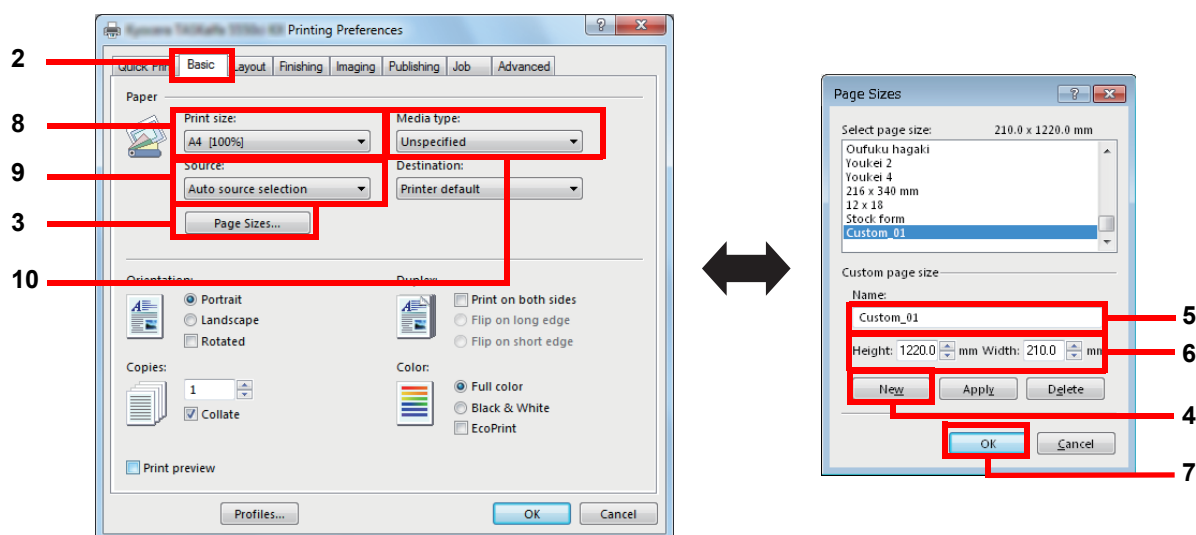 Printing Preferences
2
Basic Layout Finishing Imaging Publishing Job Advanced
Paper
8
Print size:
A4 [100%]
Media type:
Unspecified
9
Source:
Auto source selection
Destination:
Printer default
3
Page Sizes...
10
Orientation:
Portrait
Landscape
Rotated
Duplex:
Print on both sides
Flip on long edge
Flip on short edge
Copies:
1
Collate
Color:
Full color
Black & White
EcoPrint
Print preview
Profiles...
OK
Cancel
Page Sizes
Select page size: 210.0 x 1220.0 mm
Oufuku hagaki
Youkei 2
Youkei 4
216 x 340 mm
12 x 18
Stock form
Custom_01
Custom page size
Name:
Custom_01
5
Height: 1220.0 mm Width: 210.0 mm
6
New Apply Delete
4
OK Cancel
7